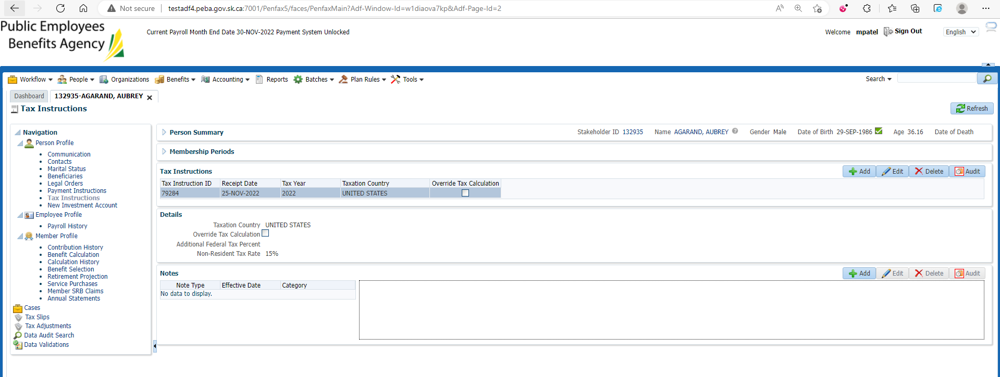 Not secure | testadf4.peba.gov.sk.ca:7001/Penfax5/faces/PenfaxMain?Adf-Window-Id=w1diaova7kp&Adf-Page-Id=2
Public Employees
Benefits Agency
Current Payroll Month End Date 30-NOV-2022 Payment System Unlocked
Welcome mpatel Sign Out English
Workflow People Organizations Benefits Accounting Reports Batches Plan Rules Tools Search
Dashboard 132935-AGARAND, AUBREY
Tax Instructions
Refresh
Navigation
Person Profile
Communication
Contacts
Marital Status
Beneficiaries
Legal Orders
Payment Instructions
Tax Instructions
New Investment Account
Employee Profile
Payroll History
Member Profile
Contribution History
Benefit Calculation
Calculation History
Benefit Selection
Retirement Projection
Service Purchases
Member SRB Claims
Annual Statements
Cases
Tax Slips
Tax Adjustments
Data Audit Search
Data Validations
Person Summary Stakeholder ID 132935 Name AGARAND, AUBREY Gender Male Date of Birth 29-SEP-1986 Age 36.16 Date of Death
Membership Periods
Tax Instructions Add Edit Delete Audit
Tax Instruction ID Receipt Date Tax Year Taxation Country Override Tax Calculation
79284 25-NOV-2022 2022 UNITED STATES
Details
Taxation Country UNITED STATES
Override Tax Calculation
Additional Federal Tax Percent
Non-Resident Tax Rate 15%
Notes Add Edit Delete Audit
Note Type Effective Date Category
No data to display.